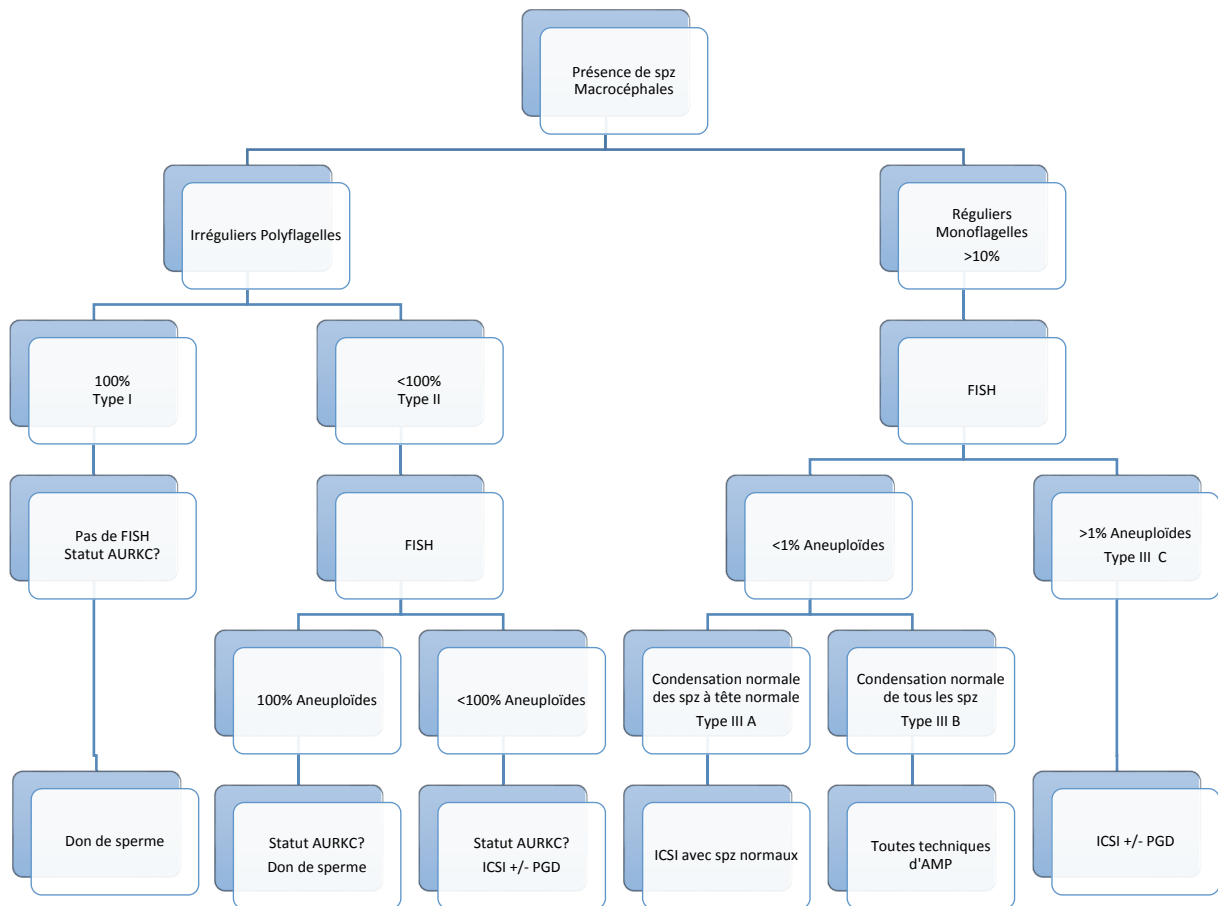 Présence de spz
Macrocéphales
Irréguliers Polyflagelles
Réguliers
Monoflagelles
>10%
100%
Type I
<100%
Type II
FISH
Pas de FISH
Statut AURKC?
FISH
<1% Aneuploïdes
>1% Aneuploïdes
Type III C
100% Aneuploïdes
<100% Aneuploïdes
Condensation normale
des spz à tête normale
Type III A
Condensation normale
de tous les spz
Type III B
Don de sperme
Statut AURKC?
Don de sperme
Statut AURKC?
ICSI +/- PGD
ICSI avec spz normaux
Toutes techniques
d'AMP
ICSI +/- PGD